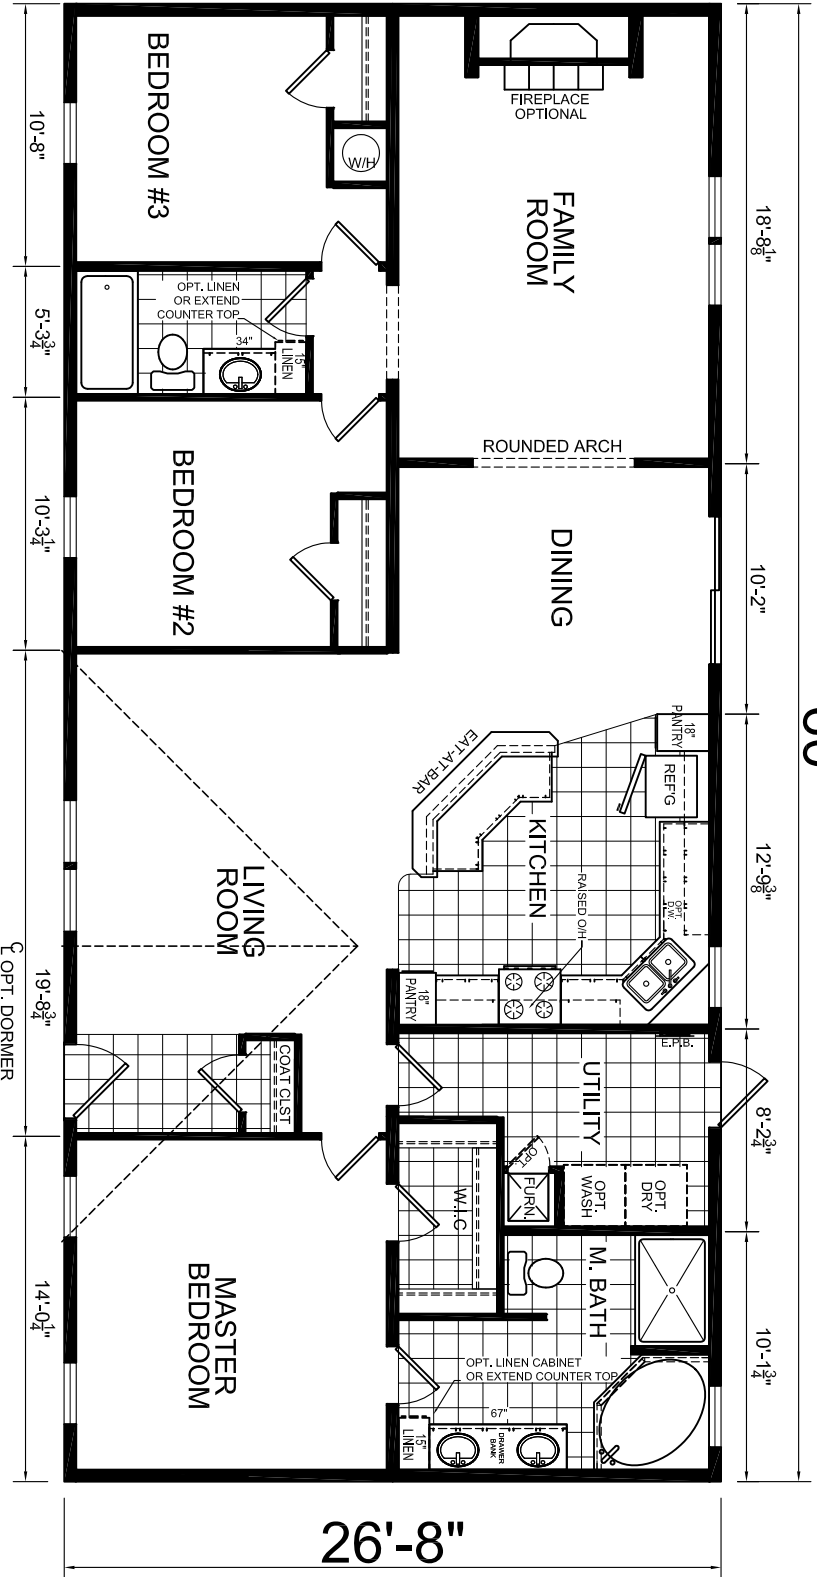 BEDROOM #3
10'-8"
W/H
FIREPLACE
OPTIONAL
FAMILY
ROOM
18'-8 1/8"
OPT. LINEN
OR EXTEND
COUNTER TOP
34"
15"
LINEN
5'-3 3/4"
ROUNDED ARCH
BEDROOM #2
10'-3 1/4"
DINING
10'-2"
18"
PANTRY
REF'G
EAT-AT-BAR
KITCHEN
RAISED O/H
OPT.
D.W.
12'-9 3/8"
LIVING
ROOM
18"
PANTRY
19'-8 3/4"
C
L OPT. DORMER
COAT CLST
E.P.B.
UTILITY
8'-2 3/4"
OPT.
FURN.
OPT.
WASH
OPT.
DRY
W.I.C
M. BATH
MASTER
BEDROOM
14'-0 1/4"
10'-1 3/4"
OPT. LINEN CABINET
OR EXTEND COUNTER TOP
67"
15"
LINEN
DRAWER
BANK
26'-8"